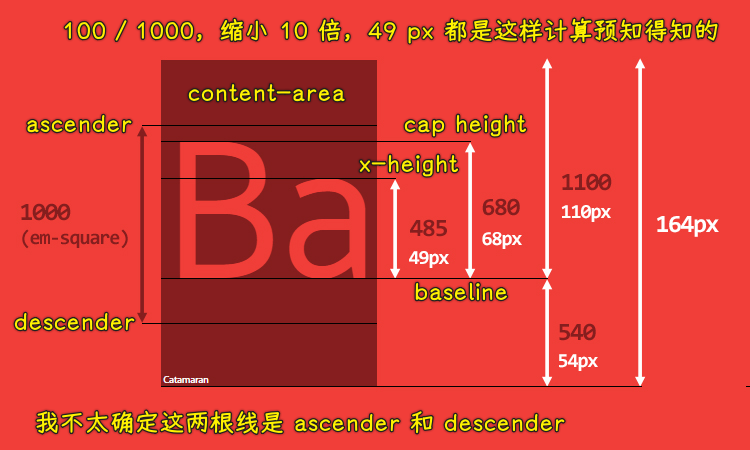 100 / 1000，缩小 10 倍，49 px 都是这样计算预知得知的
content-area
ascender
cap height
x-height
1000
(em-square)
485
49px
680
68px
1100
110px
164px
Ba
baseline
descender
540
54px
Catamaran
我不太确定这两根线是 ascender 和 descender